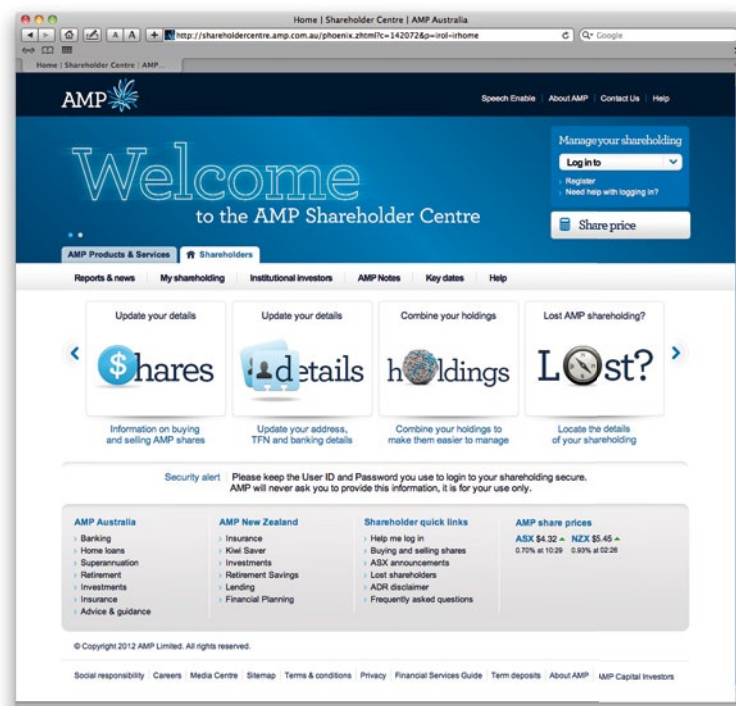 Home | Shareholder Centre | AMP Australia
A A + http://shareholdercentre.amp.com.au/phoenix.zhtml?c=142072&p=irol-irhome Google
Home | Shareholder Centre | AMP...
AMP
Speech Enable About AMP Contact Us Help
Welcome
to the AMP Shareholder Centre
Manage your shareholding
Log in to
Register
Need help with logging in?
Share price
AMP Products & Services Shareholders
Reports & news My shareholding Institutional investors AMP Notes Key dates Help
Update your details Update your details Combine your holdings Lost AMP shareholding?
$hares details holdings Lost?
Information on buying Update your address, Combine your holdings to Locate the details
and selling AMP shares TFN and banking details make them easier to manage of your shareholding
Security alert Please keep the User ID and Password you use to login to your shareholding secure.
AMP will never ask you to provide this information, it is for your use only.
AMP Australia
Banking
Home loans
Superannuation
Retirement
Investments
Insurance
Advice & guidance
AMP New Zealand
Insurance
Kiwi Saver
Investments
Retirement Savings
Lending
Financial Planning
Shareholder quick links
Help me log in
Buying and selling shares
ASX announcements
Lost shareholders
ADR disclaimer
Frequently asked questions
AMP share prices
ASX $4.32 NZX $5.45
0.70% at 10:29 0.93% at 02:26
© Copyright 2012 AMP Limited. All rights reserved.
Social responsibility Careers Media Centre Sitemap Terms & conditions Privacy Financial Services Guide Term deposits About AMP AMP Capital Investors